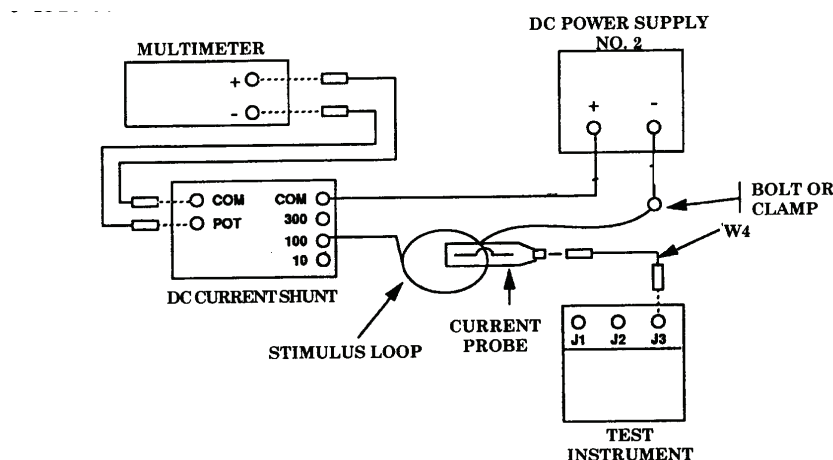 MULTIMETER
+
-
DC POWER SUPPLY
NO. 2
+
-
COM
POT
COM
300
100
10
DC CURRENT SHUNT
BOLT OR
CLAMP
W4
STIMULUS LOOP
CURRENT
PROBE
J1
J2
J3
TEST
INSTRUMENT